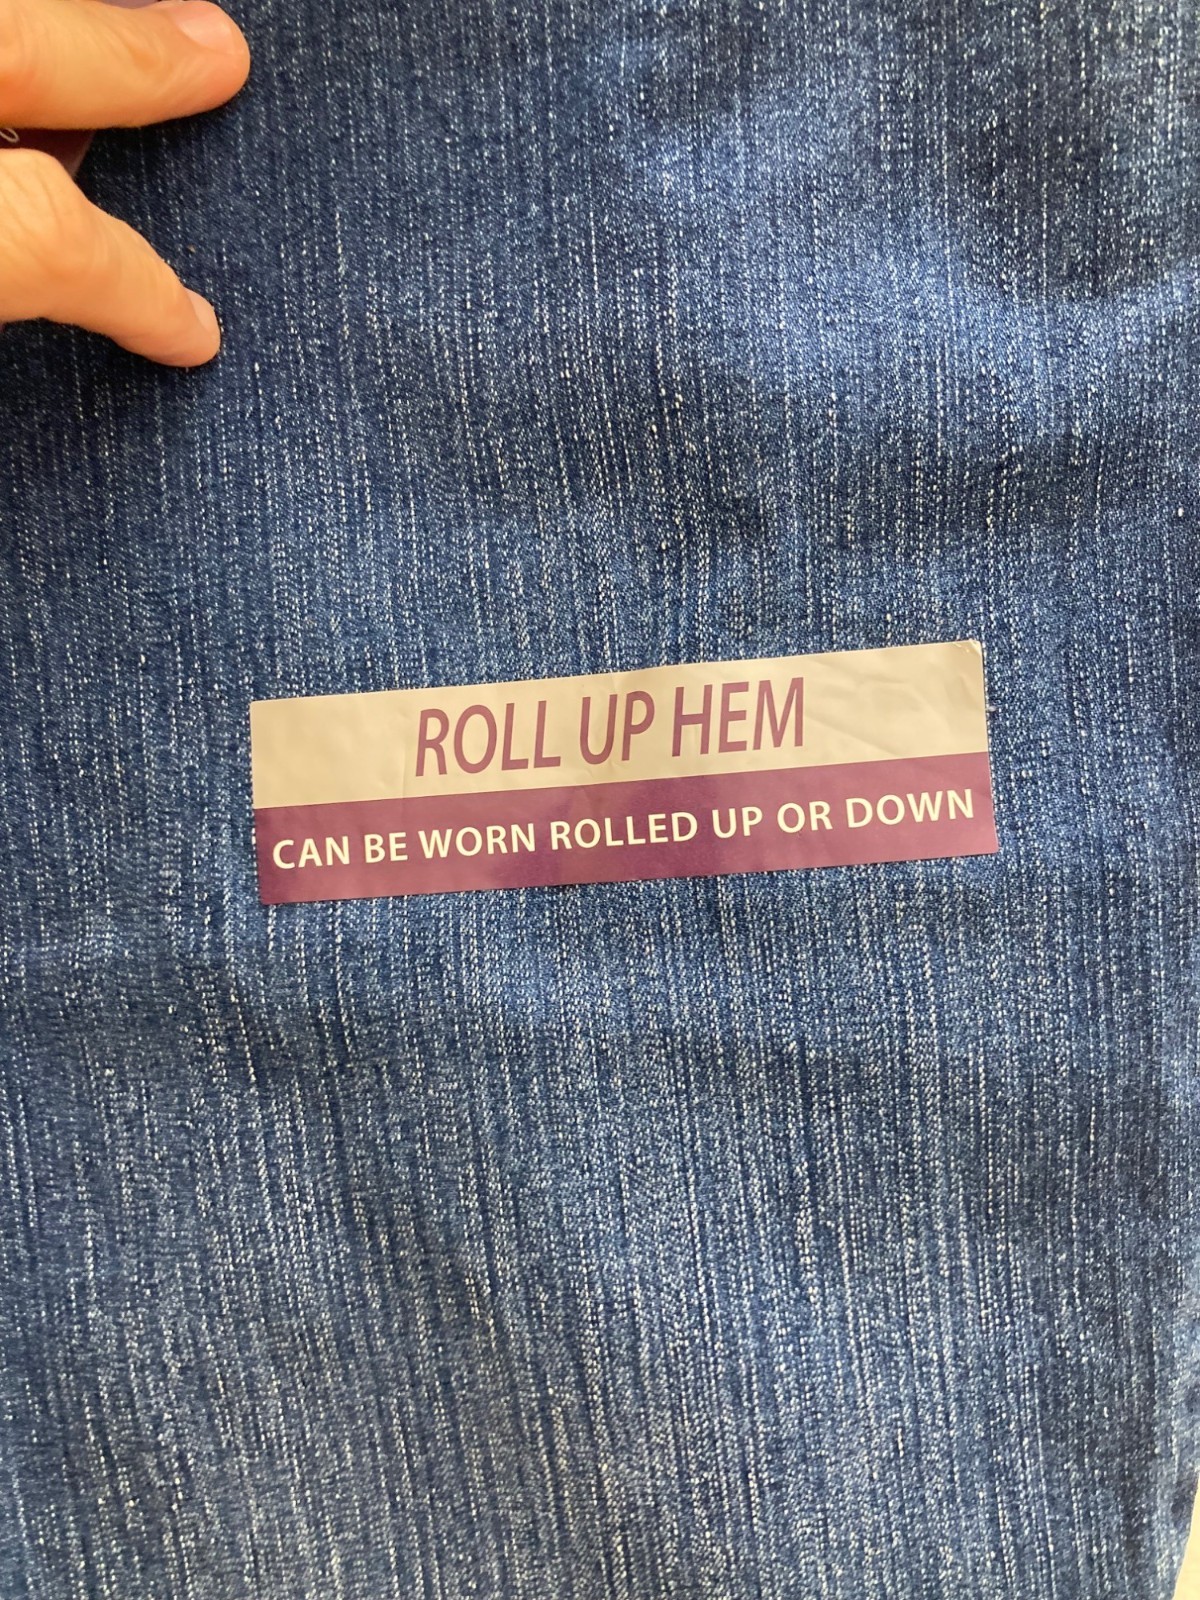 ROLL UP HEM
CAN BE WORN ROLLED UP OR DOWN